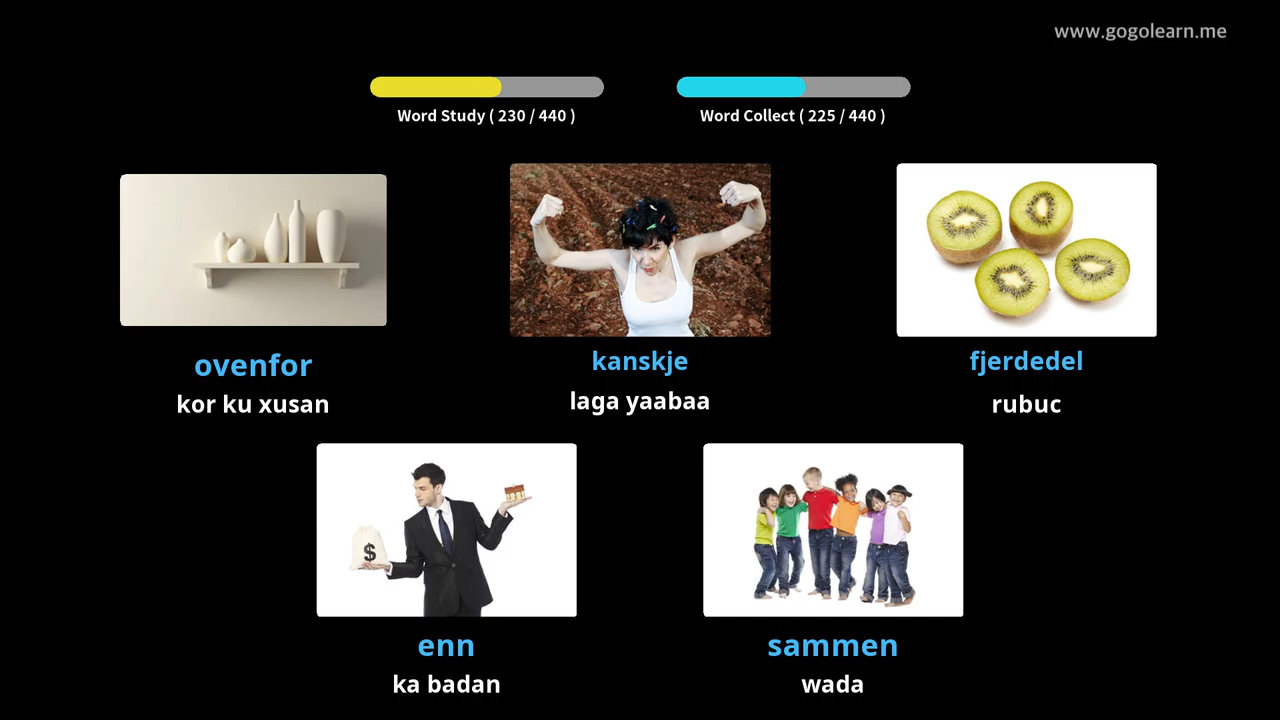 www.gogolearn.me
Word Study ( 230 / 440 )
Word Collect ( 225 / 440 )
ovenfor
kor ku xusan
kanskje
laga yaabaa
fjerdedel
rubuc
$
enn
ka badan
sammen
wada